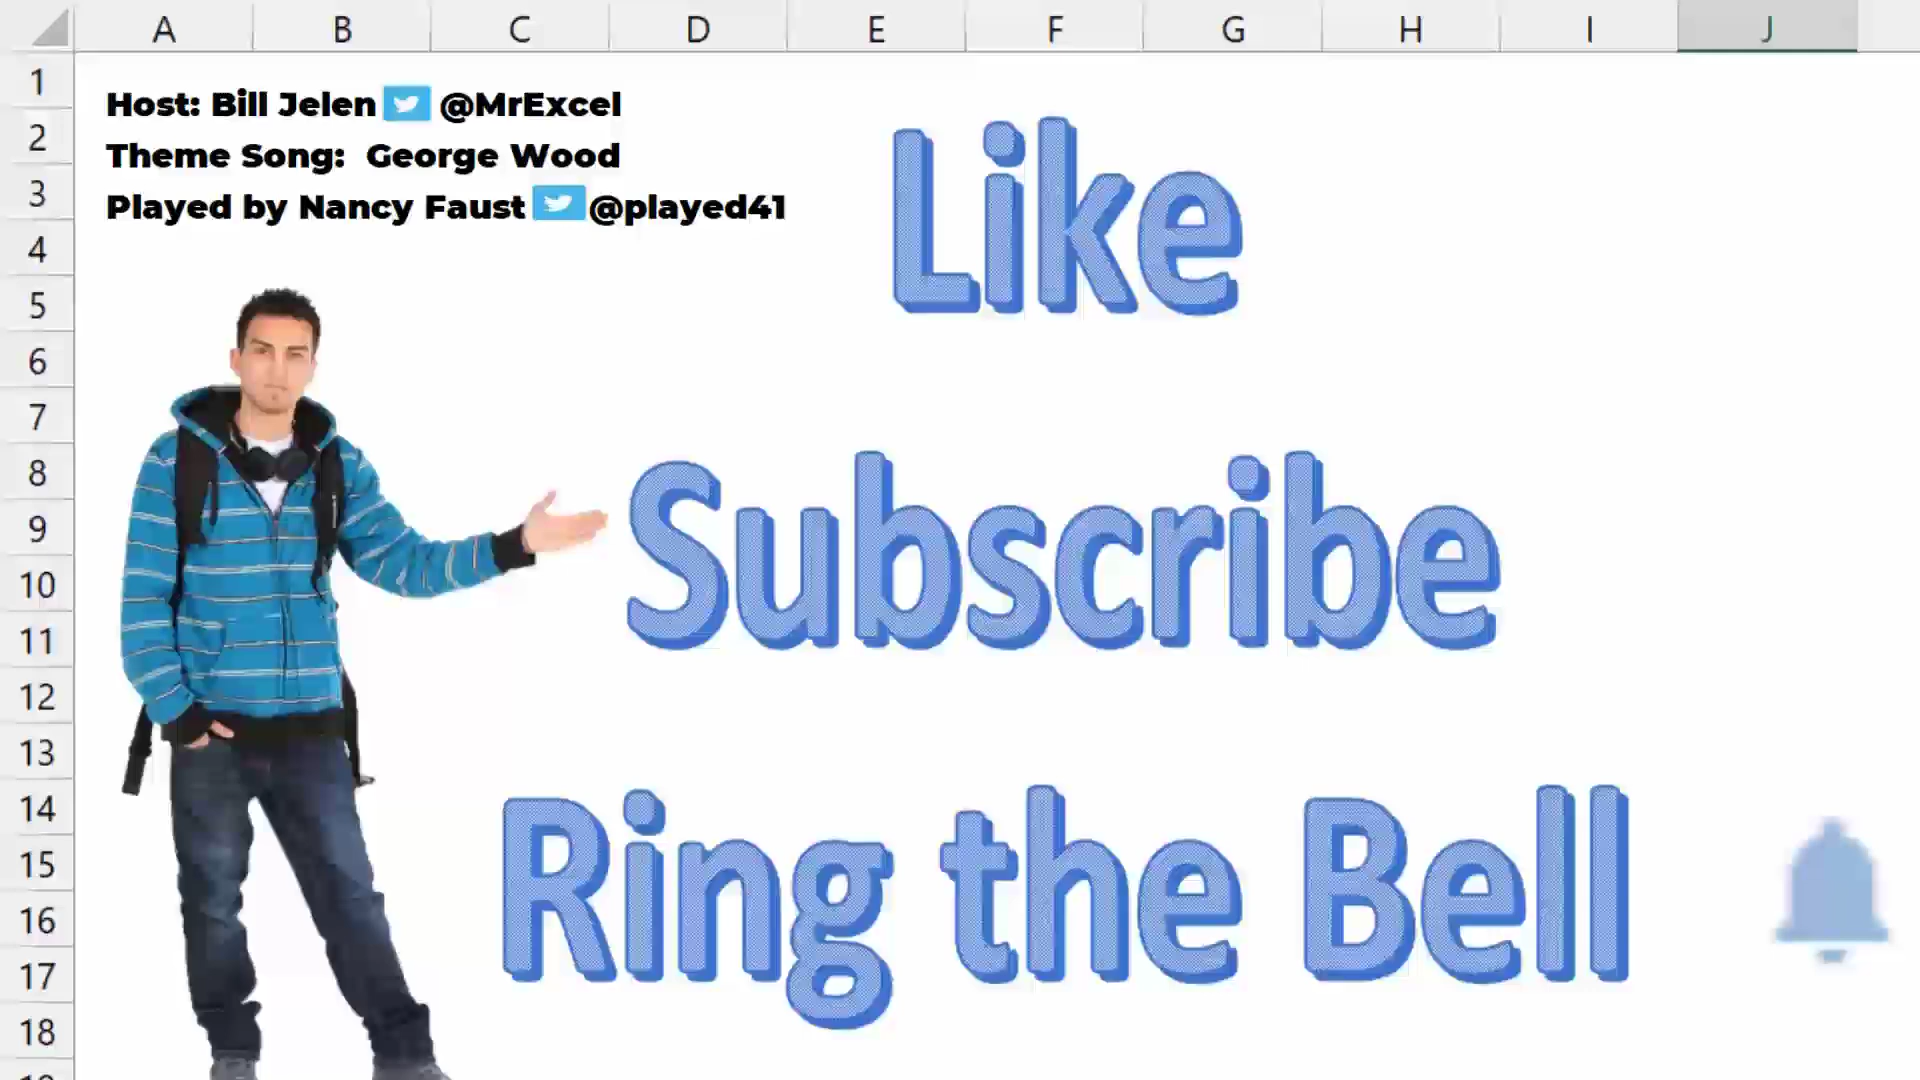 A B C D E F G H I J
1
2
3
4
5
6
7
8
9
10
11
12
13
14
15
16
17
18
Host: Bill Jelen @MrExcel
Theme Song: George Wood
Played by Nancy Faust @played41
Like
Subscribe
Ring the Bell